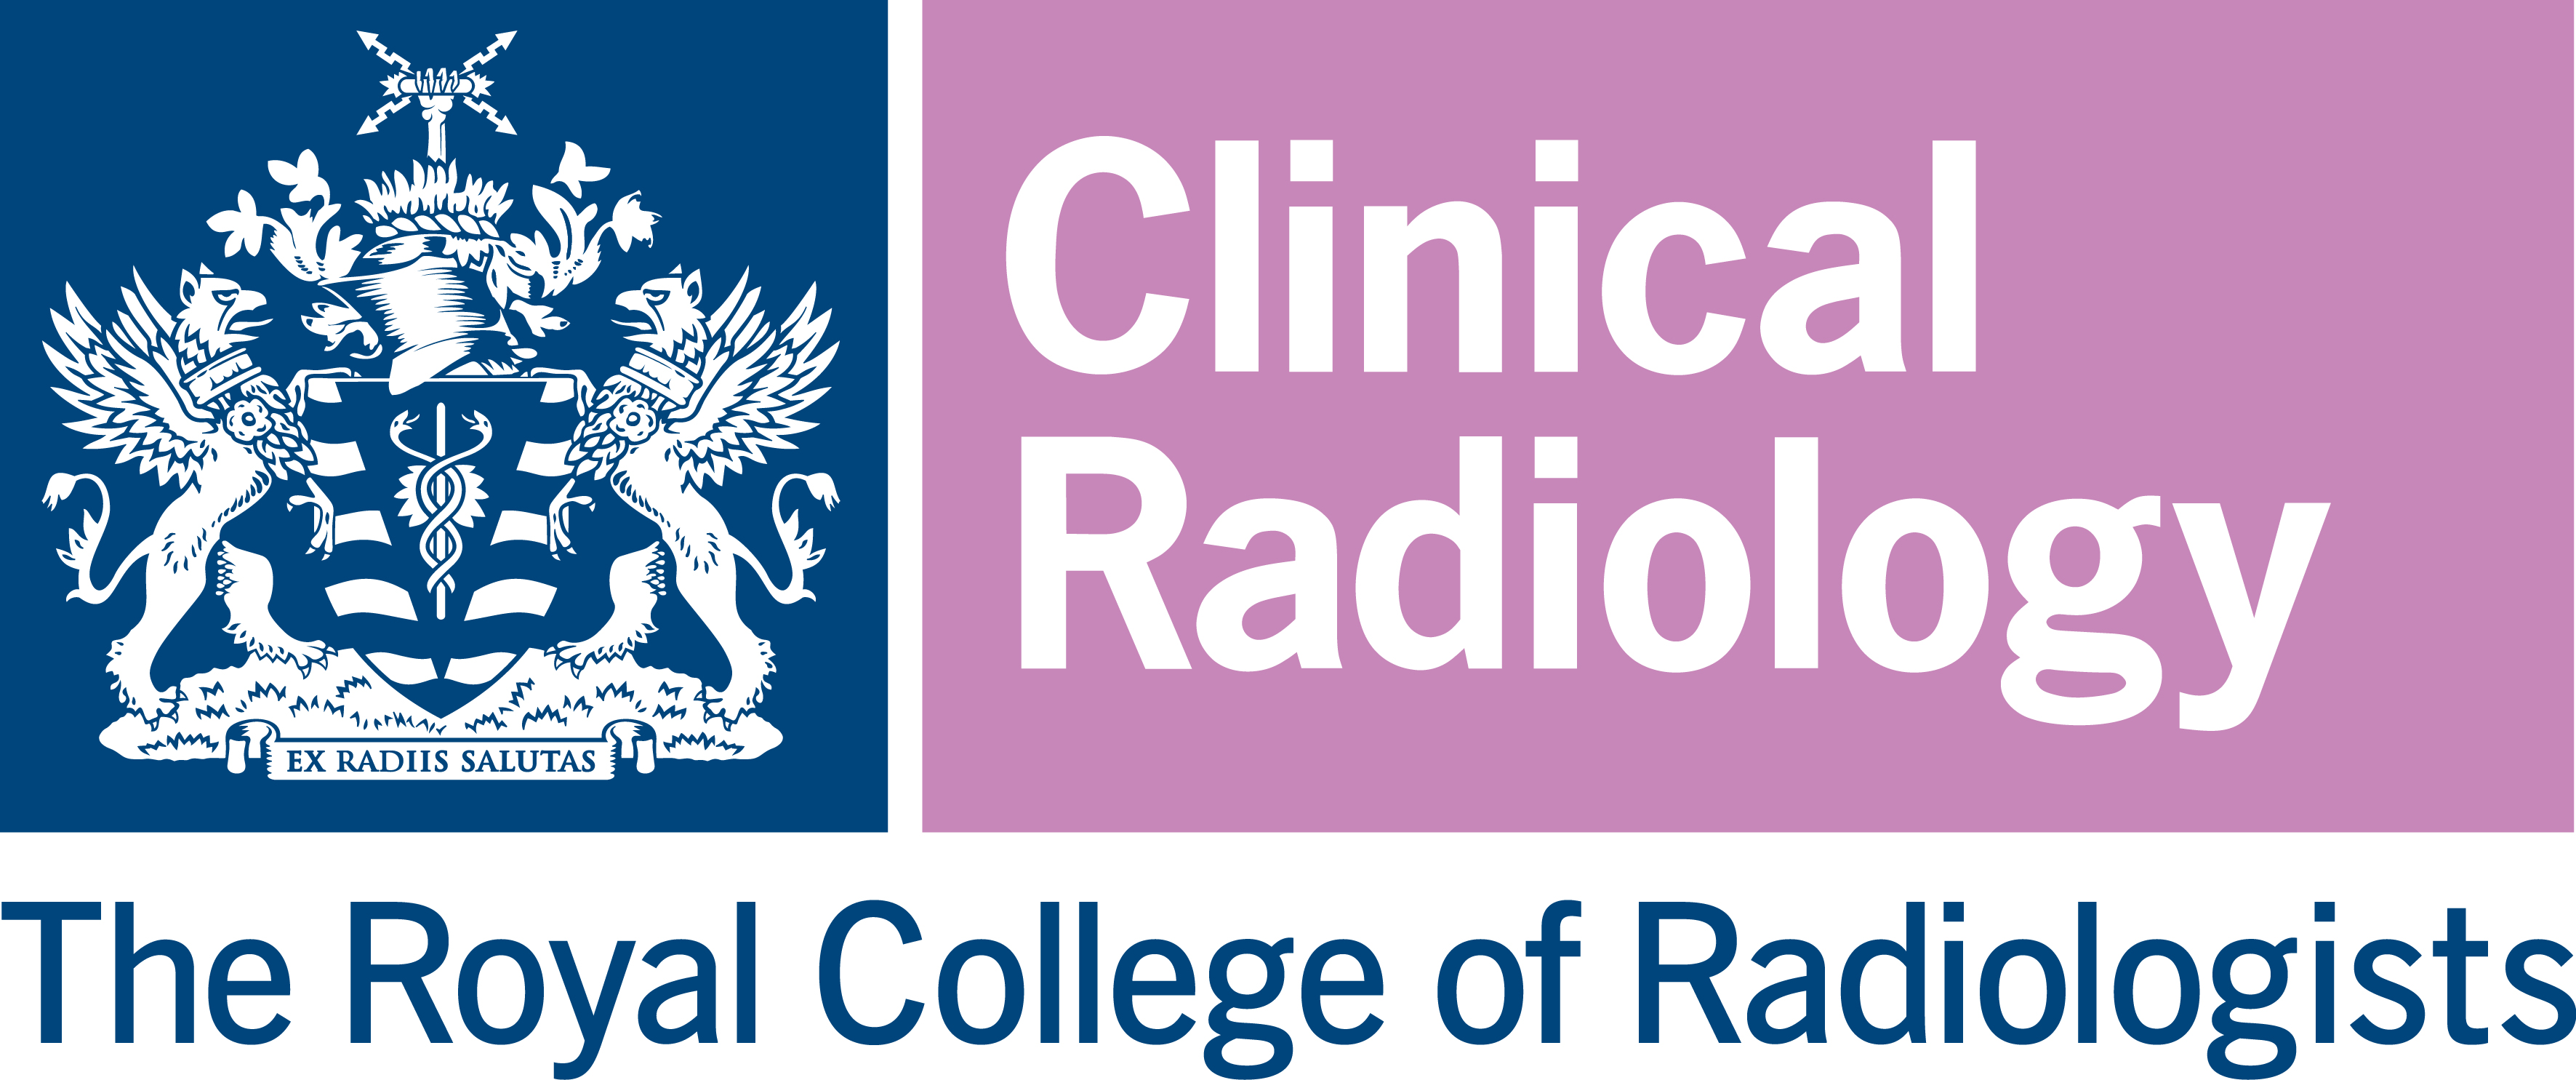 EX RADIIS SALUTAS
Clinical
Radiology
The Royal College of Radiologists